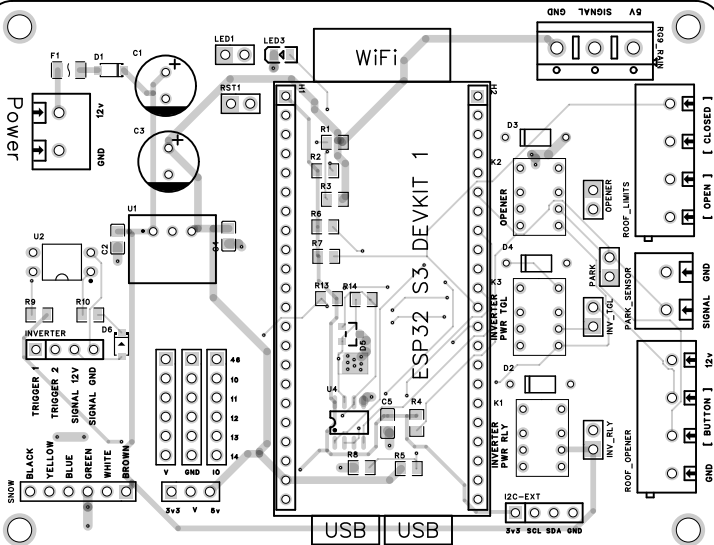 GND SIGNAL 5V
RG9_RAIN
F1
D1
C1
LED1
LED3
WiFi
H1
H2
Power
12v
GND
RST1
C3
R1
R2
R3
R6
R7
R13
R14
D5
U4
C5
R4
R8
R5
ESP32 S3 DEVKIT 1
D3
K2
OPENER
OPENER
[ CLOSED ]
[ OPEN ]
ROOF_LIMITS
U1
C2
C4
U2
R9
R10
INVERTER
D6
TRIGGER 1
TRIGGER 2
SIGNAL 12V
SIGNAL GND
D4
K3
INVERTER
PWR TGL
PARK
INV_TGL
PARK_SENSOR
GND
SIGNAL
46
10
11
12
13
14
V GND IO
D2
K1
INVERTER
PWR RLY
INV_RLY
ROOF_OPENER
12v
[ BUTTON ]
GND
SNOW
BLACK
YELLOW
BLUE
GREEN
WHITE
BROWN
3v3 V 5v
I2C-EXT
3v3 SCL SDA GND
USB USB